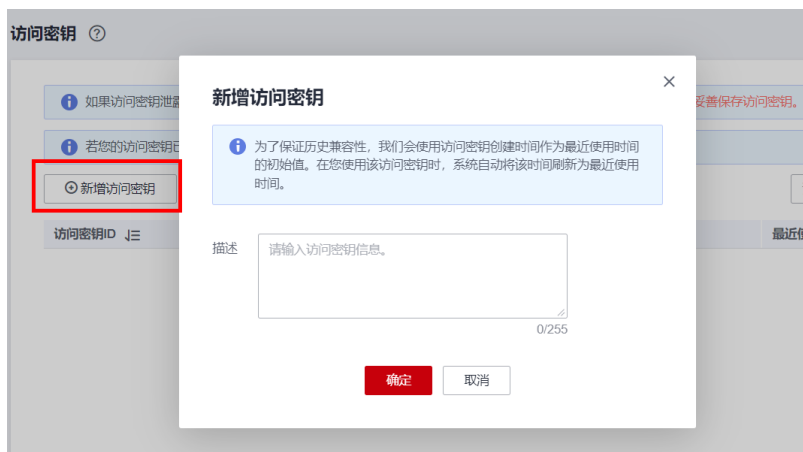 访问密钥
如果访问密钥泄
新增访问密钥
妥善保存访问密钥。
若您的访问密钥
为了保证历史兼容性，我们会使用访问密钥创建时间作为最近使用时间
的初始值。在您使用该访问密钥时，系统自动将该时间刷新为最近使用
时间。
新增访问密钥
访问密钥ID
最近
描述
请输入访问密钥信息。
0/255
确定
取消